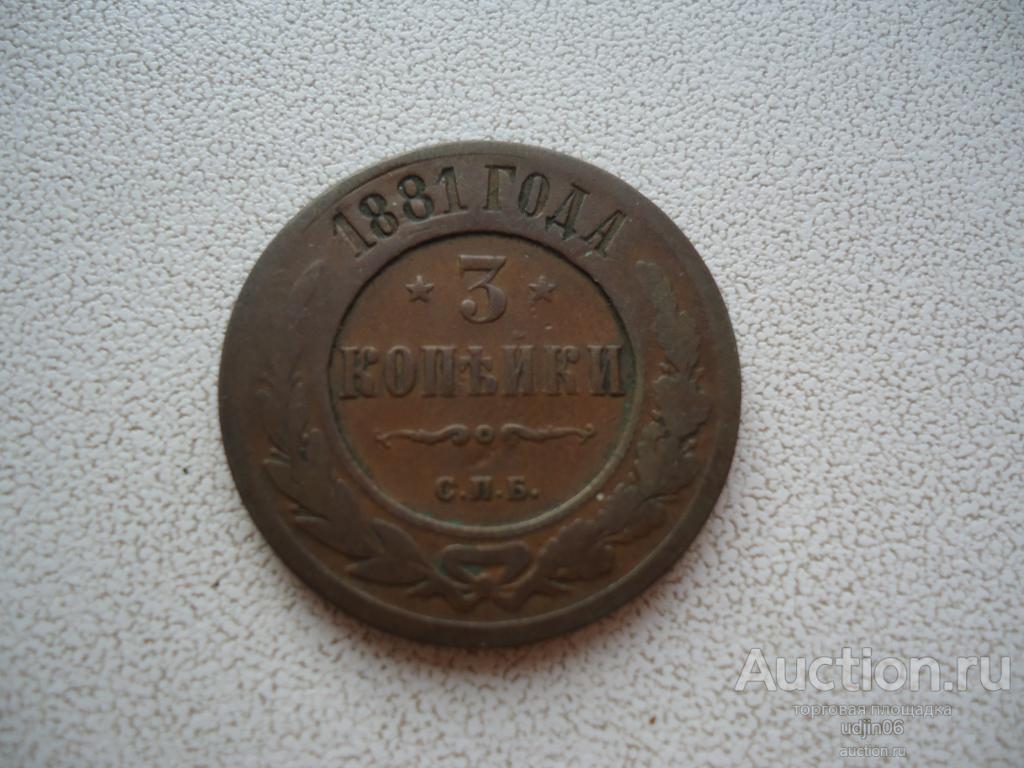 1881 ГОДА
3
КОПѢЙКИ
С.П.Б.
Auction.ru
торговая площадка
udjin06
auction.ru